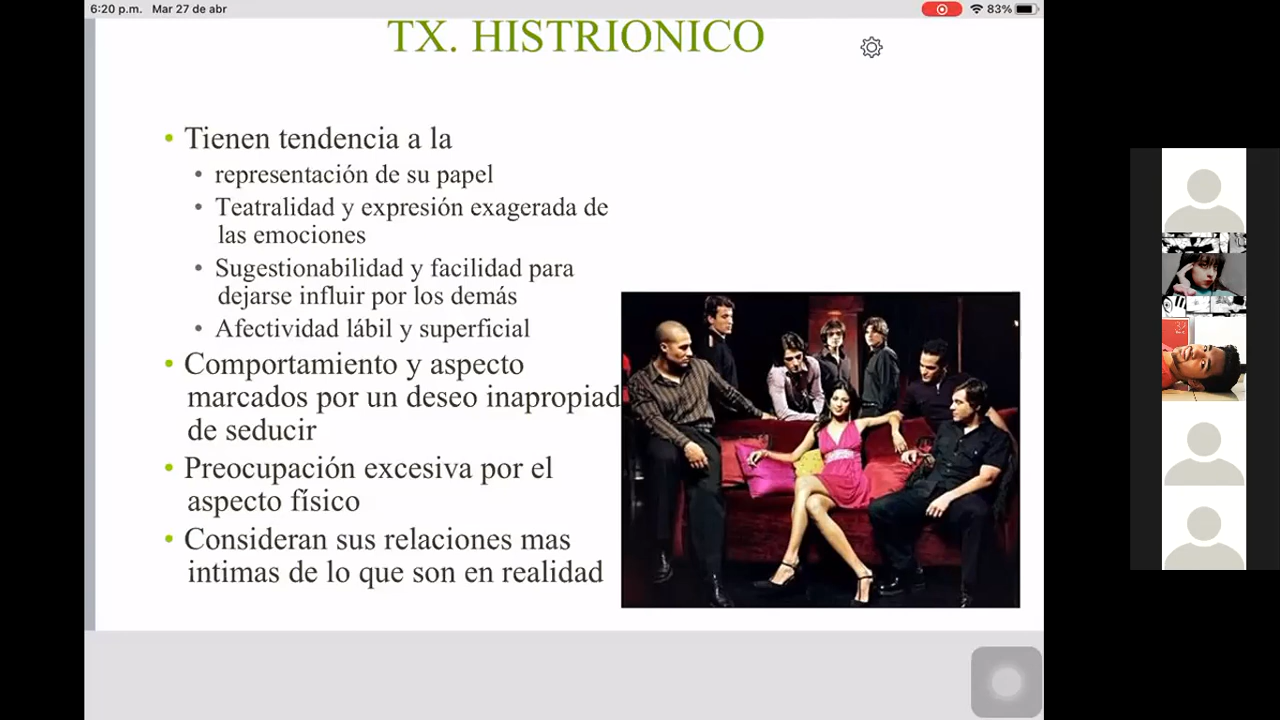 6:20 p.m. Mar 27 de abr
83%
TX. HISTRIONICO
• Tienen tendencia a la
• representación de su papel
• Teatralidad y expresión exagerada de
las emociones
• Sugestionabilidad y facilidad para
dejarse influir por los demás
• Afectividad lábil y superficial
• Comportamiento y aspecto
marcados por un deseo inapropiad
de seducir
• Preocupación excesiva por el
aspecto físico
• Consideran sus relaciones mas
intimas de lo que son en realidad